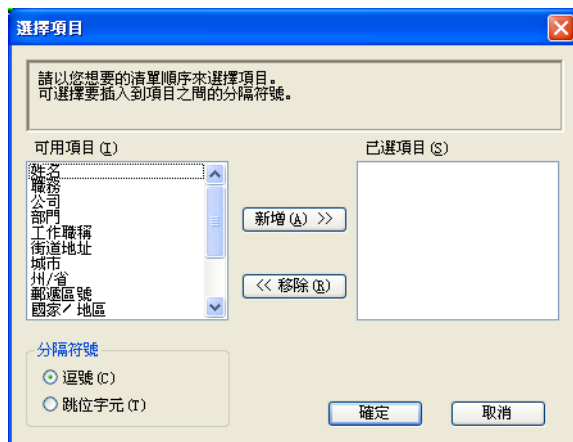 選擇項目
請以您想要的清單順序來選擇項目。
可選擇要插入到項目之間的分隔符號。
可用項目(I)
已選項目(S)
姓名
職務
公司
部門
工作職稱
街道地址
城市
州/省
郵遞區號
國家/地區
新增(A) >>
<< 移除(R)
分隔符號
逗號(C)
跳位字元(T)
確定
取消